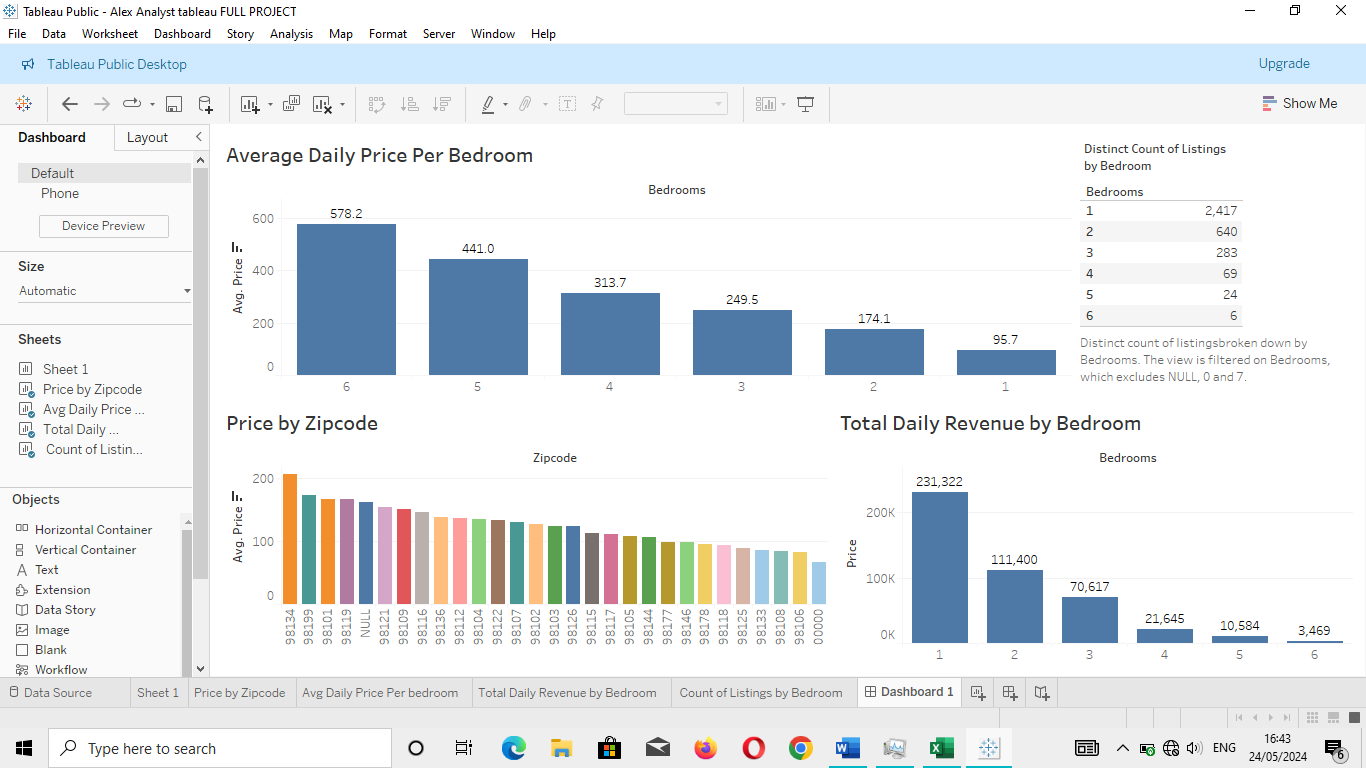 Tableau Public - Alex Analyst tableau FULL PROJECT
File Data Worksheet Dashboard Story Analysis Map Format Server Window Help
Tableau Public Desktop
Upgrade
Show Me
Dashboard
Layout
Default
Phone
Device Preview
Size
Automatic
Sheets
Sheet 1
Price by Zipcode
Avg Daily Price ...
Total Daily ...
Count of Listin...
Objects
Horizontal Container
Vertical Container
Text
Extension
Data Story
Image
Blank
Workflow
Average Daily Price Per Bedroom
Bedrooms
Avg. Price
600
400
200
0
578.2
441.0
313.7
249.5
174.1
95.7
6 5 4 3 2 1
Distinct Count of Listings
by Bedroom
Bedrooms
1 2,417
2 640
3 283
4 69
5 24
6 6
Distinct count of listingsbroken down by
Bedrooms. The view is filtered on Bedrooms,
which excludes NULL, 0 and 7.
Price by Zipcode
Zipcode
Avg. Price
200
100
0
98134
98199
98101
98119
NULL
98121
98109
98116
98136
98112
98104
98122
98107
98102
98103
98126
98115
98117
98105
98144
98177
98146
98178
98118
98125
98133
98108
98106
00000
Total Daily Revenue by Bedroom
Bedrooms
Price
200K
100K
0K
231,322
111,400
70,617
21,645
10,584
3,469
1 2 3 4 5 6
Data Source Sheet 1 Price by Zipcode Avg Daily Price Per bedroom Total Daily Revenue by Bedroom Count of Listings by Bedroom Dashboard 1
Type here to search
ENG
16:43
24/05/2024
6